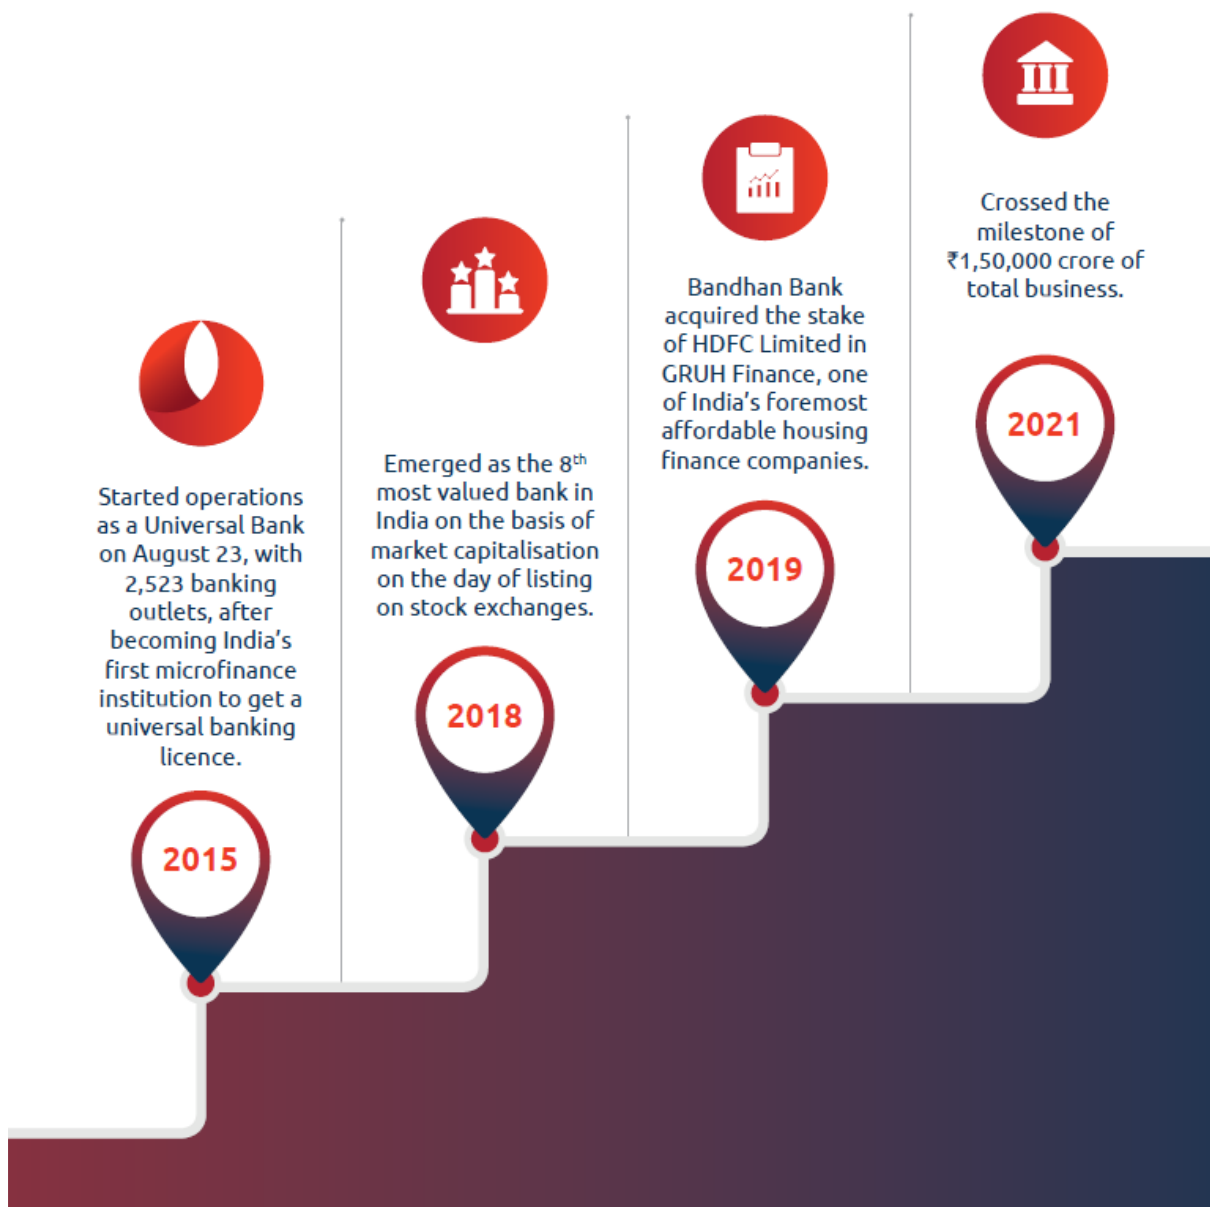 Started operations
as a Universal Bank
on August 23, with
2,523 banking
outlets, after
becoming India’s
first microfinance
institution to get a
universal banking
licence.
2015
Emerged as the 8th
most valued bank in
India on the basis of
market capitalisation
on the day of listing
on stock exchanges.
2018
Bandhan Bank
acquired the stake
of HDFC Limited in
GRUH Finance, one
of India’s foremost
affordable housing
finance companies.
2019
Crossed the
milestone of
₹1,50,000 crore of
total business.
2021